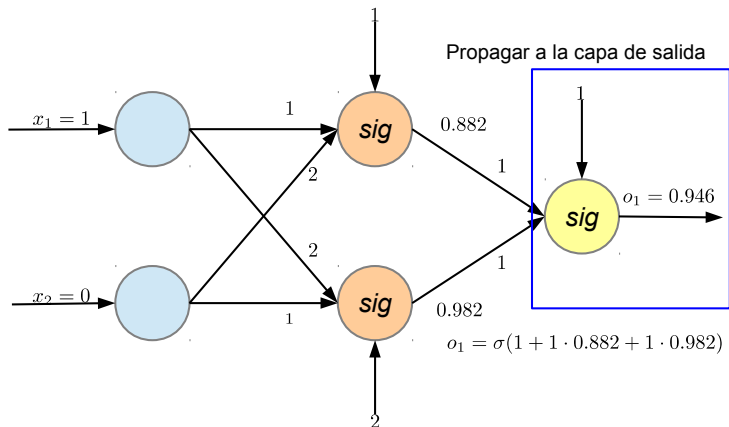 1
Propagar a la capa de salida
x₁ = 1
1
sig
0.882
1
2
1
sig
o₁ = 0.946
2
1
x₂ = 0
1
sig
0.982
o₁ = σ(1 + 1 · 0.882 + 1 · 0.982)
2